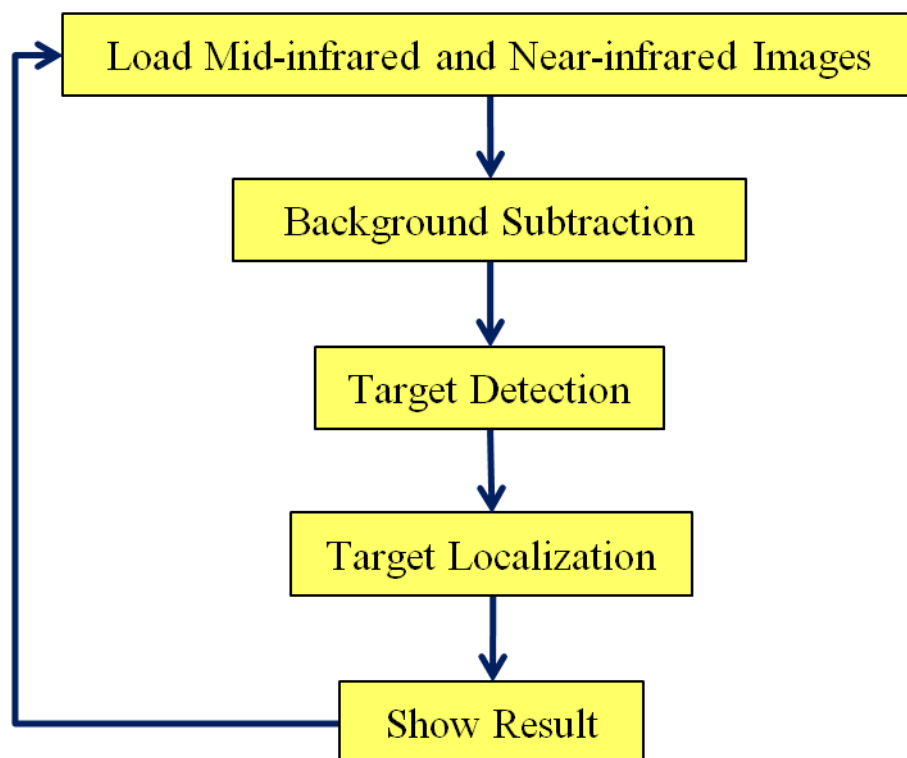 Load Mid-infrared and Near-infrared Images
Background Subtraction
Target Detection
Target Localization
Show Result